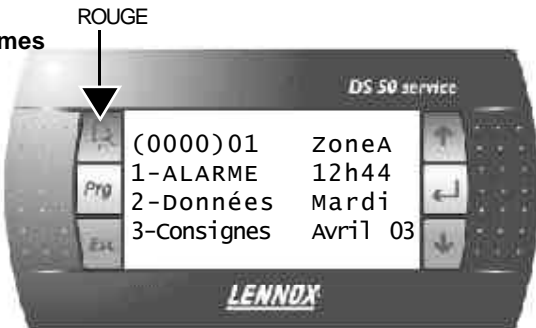 ROUGE
mes
DS 50 service
(0000)01 ZoneA
1-ALARME 12h44
2-Données Mardi
3-Consignes Avril 03
Prg
Esc
LENNOX